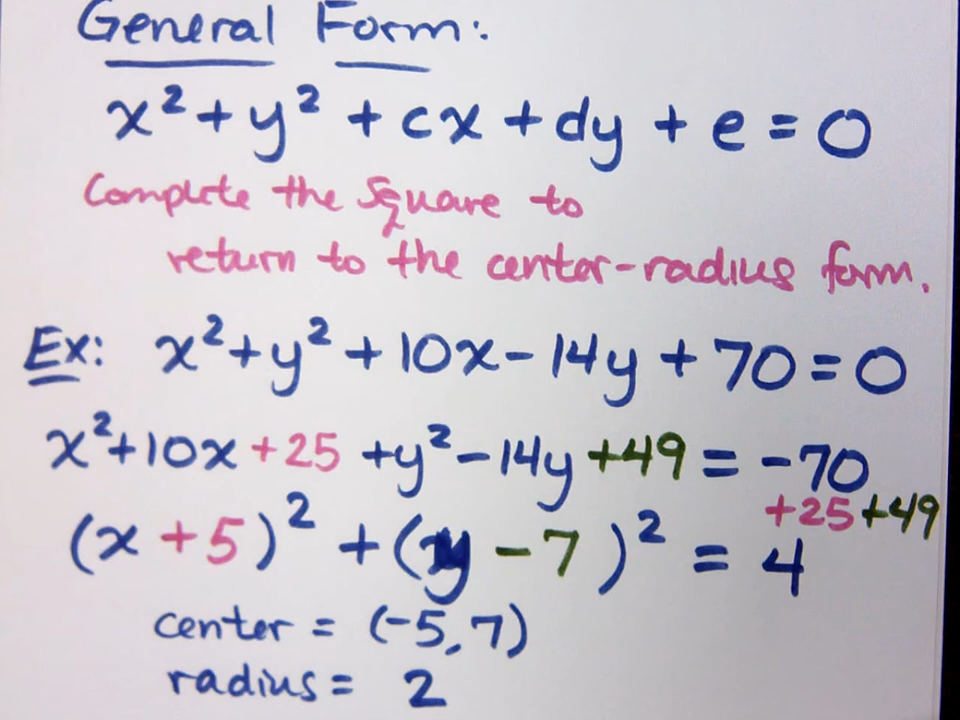 General Form:
x² + y² + cx + dy + e = 0
Complete the square to
return to the center-radius form.
Ex: x² + y² + 10x - 14y + 70 = 0
x² + 10x + 25 + y² - 14y + 49 = -70
+25 +49
(x + 5)² + (y - 7)² = 4
center = (-5, 7)
radius = 2